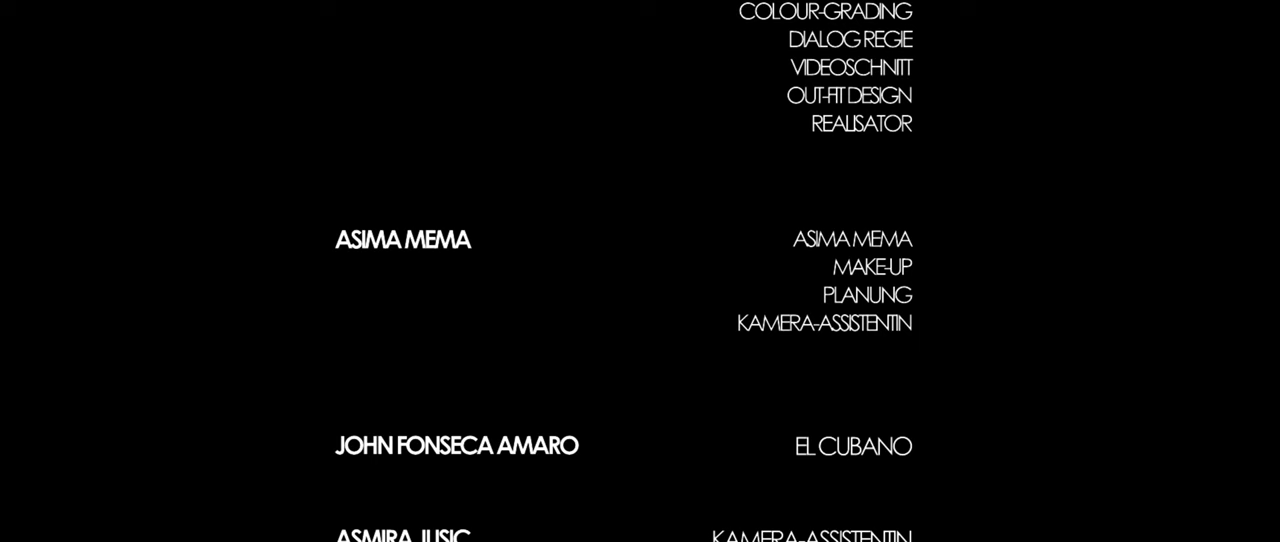 COLOUR-GRADING
DIALOG REGIE
VIDEOSCHNITT
OUT-FIT DESIGN
REALISATOR
ASIMA MEMA ASIMA MEMA
MAKE-UP
PLANUNG
KAMERA-ASSISTENTIN
JOHN FONSECA AMARO EL CUBANO
ASMIRA JUSIC KAMERA-ASSISTENTIN